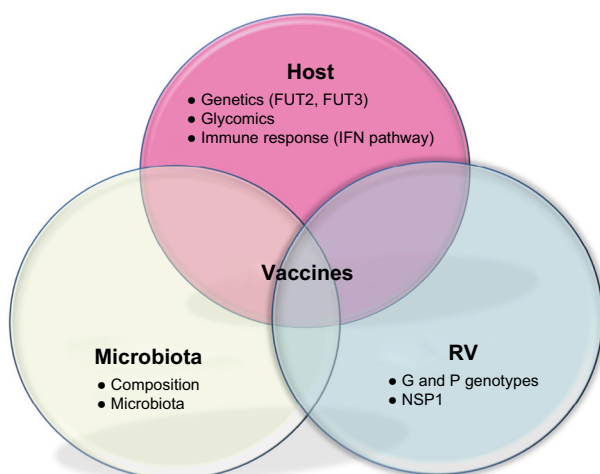 Host
● Genetics (FUT2, FUT3)
● Glycomics
● Immune response (IFN pathway)
Vaccines
Microbiota
● Composition
● Microbiota
RV
● G and P genotypes
● NSP1